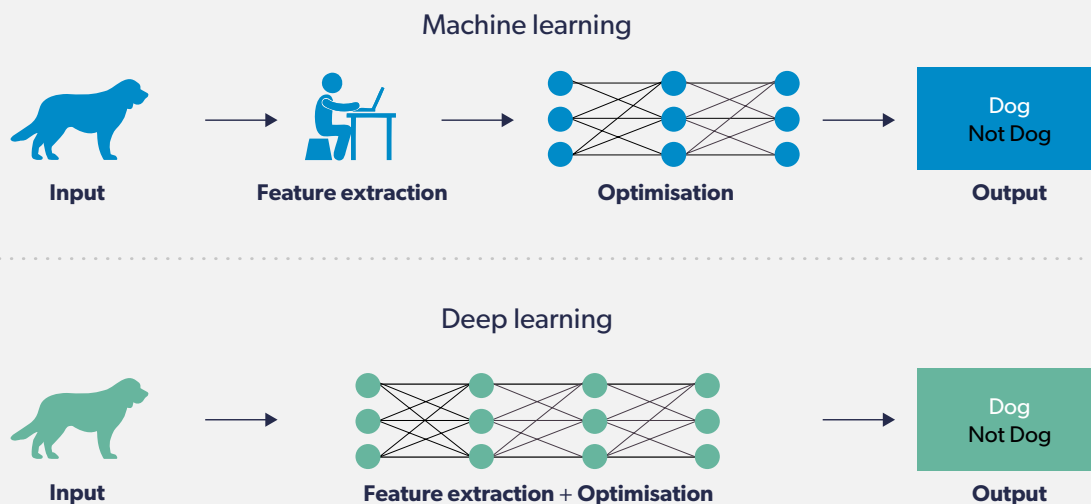 Machine learning
Dog
Not Dog
Input
Feature extraction
Optimisation
Output
Deep learning
Dog
Not Dog
Input
Feature extraction + Optimisation
Output